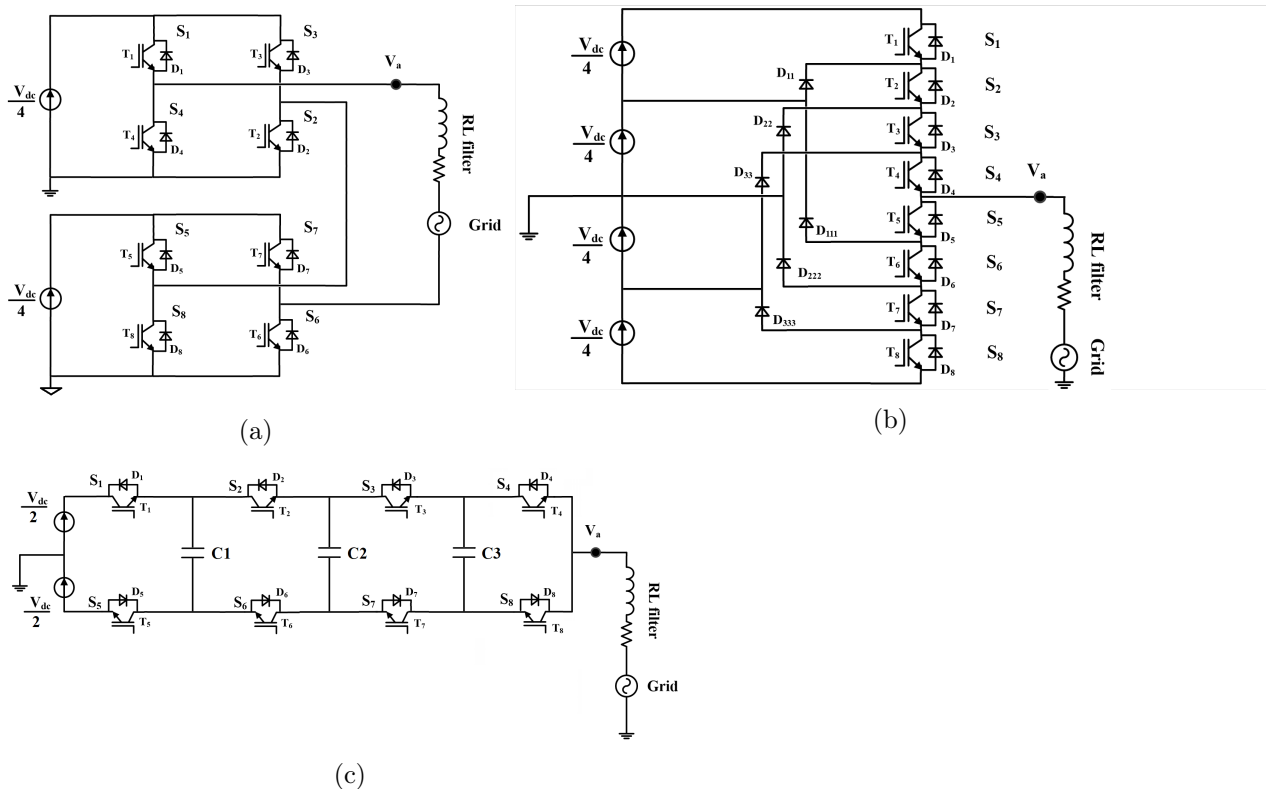 S₁
S₃
T₁
D₁
T₃
D₃
Vₐ
V_dc
4
S₄
S₂
T₄
D₄
T₂
D₂
RL filter
Grid
S₅
S₇
T₅
D₅
T₇
D₇
V_dc
4
S₈
S₆
T₈
D₈
T₆
D₆
(a)
V_dc
4
T₁
D₁
S₁
D₁₁
T₂
D₂
S₂
V_dc
4
D₂₂
T₃
D₃
S₃
D₃₃
T₄
D₄
S₄
Vₐ
V_dc
4
D₁₁₁
T₅
D₅
S₅
D₂₂₂
T₆
D₆
S₆
RL filter
V_dc
4
D₃₃₃
T₇
D₇
S₇
T₈
D₈
S₈
Grid
(b)
S₁
D₁
T₁
S₂
D₂
T₂
S₃
D₃
T₃
S₄
D₄
T₄
V_dc
2
Vₐ
C1
C2
C3
V_dc
2
S₅
D₅
T₅
S₆
D₆
T₆
S₇
D₇
T₇
S₈
D₈
T₈
RL filter
Grid
(c)